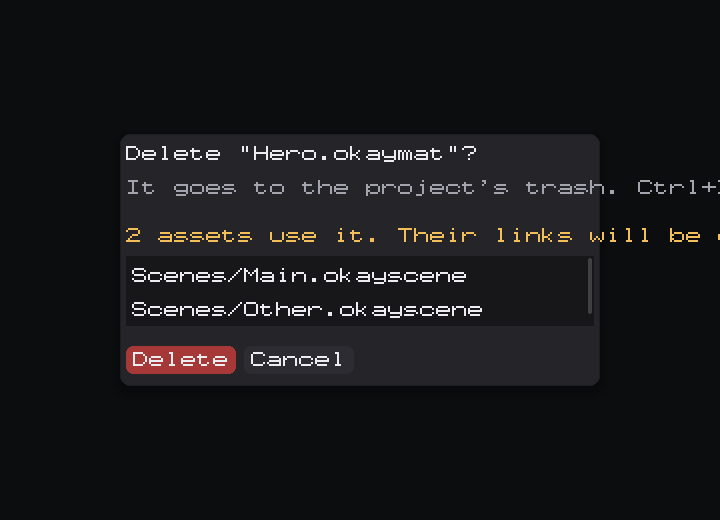 Delete "Hero.okaymat"?
It goes to the project's trash. Ctrl+
2 assets use it. Their links will be
Scenes/Main.okayscene
Scenes/Other.okayscene
Delete
Cancel